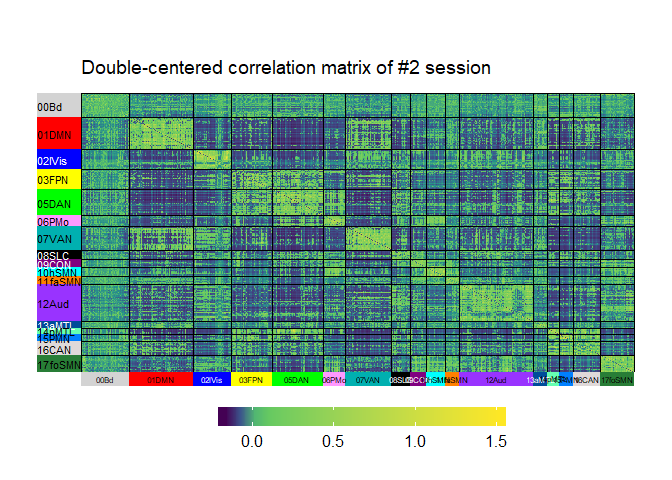 Double-centered correlation matrix of #2 session
00Bd
01DMN
02lVis
03FPN
05DAN
06PMo
07VAN
08SLC
09CON
10hSMN
11faSMN
12Aud
13aMTL
14pMTL
15PMN
16CAN
17foSMN
00Bd 01DMN 02lVis 03FPN 05DAN 06PMo 07VAN 12Aud 17foSMN
0.0 0.5 1.0 1.5